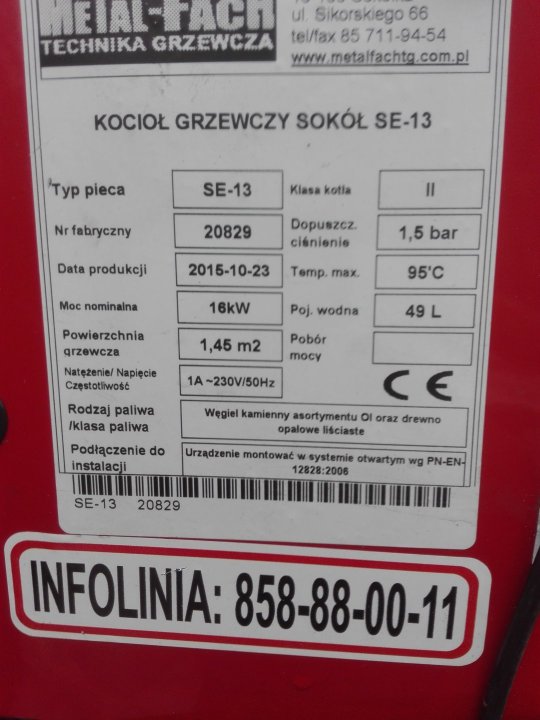 METAL-FACH
TECHNIKA GRZEWCZA
ul. Sikorskiego 66
tel/fax 85 711-94-54
www.metalfachtg.com.pl
KOCIOŁ GRZEWCZY SOKÓŁ SE-13
Typ pieca SE-13 Klasa kotła II
Nr fabryczny 20829 Dopuszcz. ciśnienie 1,5 bar
Data produkcji 2015-10-23 Temp. max. 95'C
Moc nominalna 16kW Poj. wodna 49 L
Powierzchnia grzewcza 1,45 m2 Pobór mocy
Natężenie/ Napięcie
Częstotliwość 1A ~230V/50Hz CE
Rodzaj paliwa
/klasa paliwa
Węgiel kamienny asortymentu OI oraz drewno
opałowe liściaste
Podłączenie do
instalacji
Urządzenie montować w systemie otwartym wg PN-EN-
12828:2006
SE-13 20829
INFOLINIA: 858-88-00-11